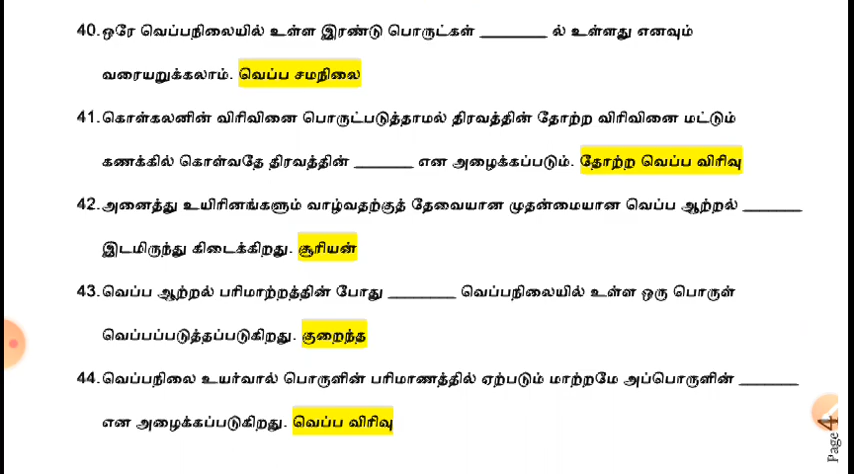 40.ஒரே வெப்பநிலையில் உள்ள இரண்டு பொருட்கள் ________ ல் உள்ளது எனவும்
வரையறுக்கலாம். வெப்ப சமநிலை
41.கொள்கலனின் விரிவினை பொருட்படுத்தாமல் திரவத்தின் தோற்ற விரிவினை மட்டும்
கணக்கில் கொள்வதே திரவத்தின் _______ என அழைக்கப்படும். தோற்ற வெப்ப விரிவு
42.அனைத்து உயிரினங்களும் வாழ்வதற்குத் தேவையான முதன்மையான வெப்ப ஆற்றல் _______
இடமிருந்து கிடைக்கிறது. சூரியன்
43.வெப்ப ஆற்றல் பரிமாற்றத்தின் போது ________ வெப்பநிலையில் உள்ள ஒரு பொருள்
வெப்பப்படுத்தப்படுகிறது. குறைந்த
44.வெப்பநிலை உயர்வால் பொருளின் பரிமாணத்தில் ஏற்படும் மாற்றமே அப்பொருளின் _______
என அழைக்கப்படுகிறது. வெப்ப விரிவு
Page 4